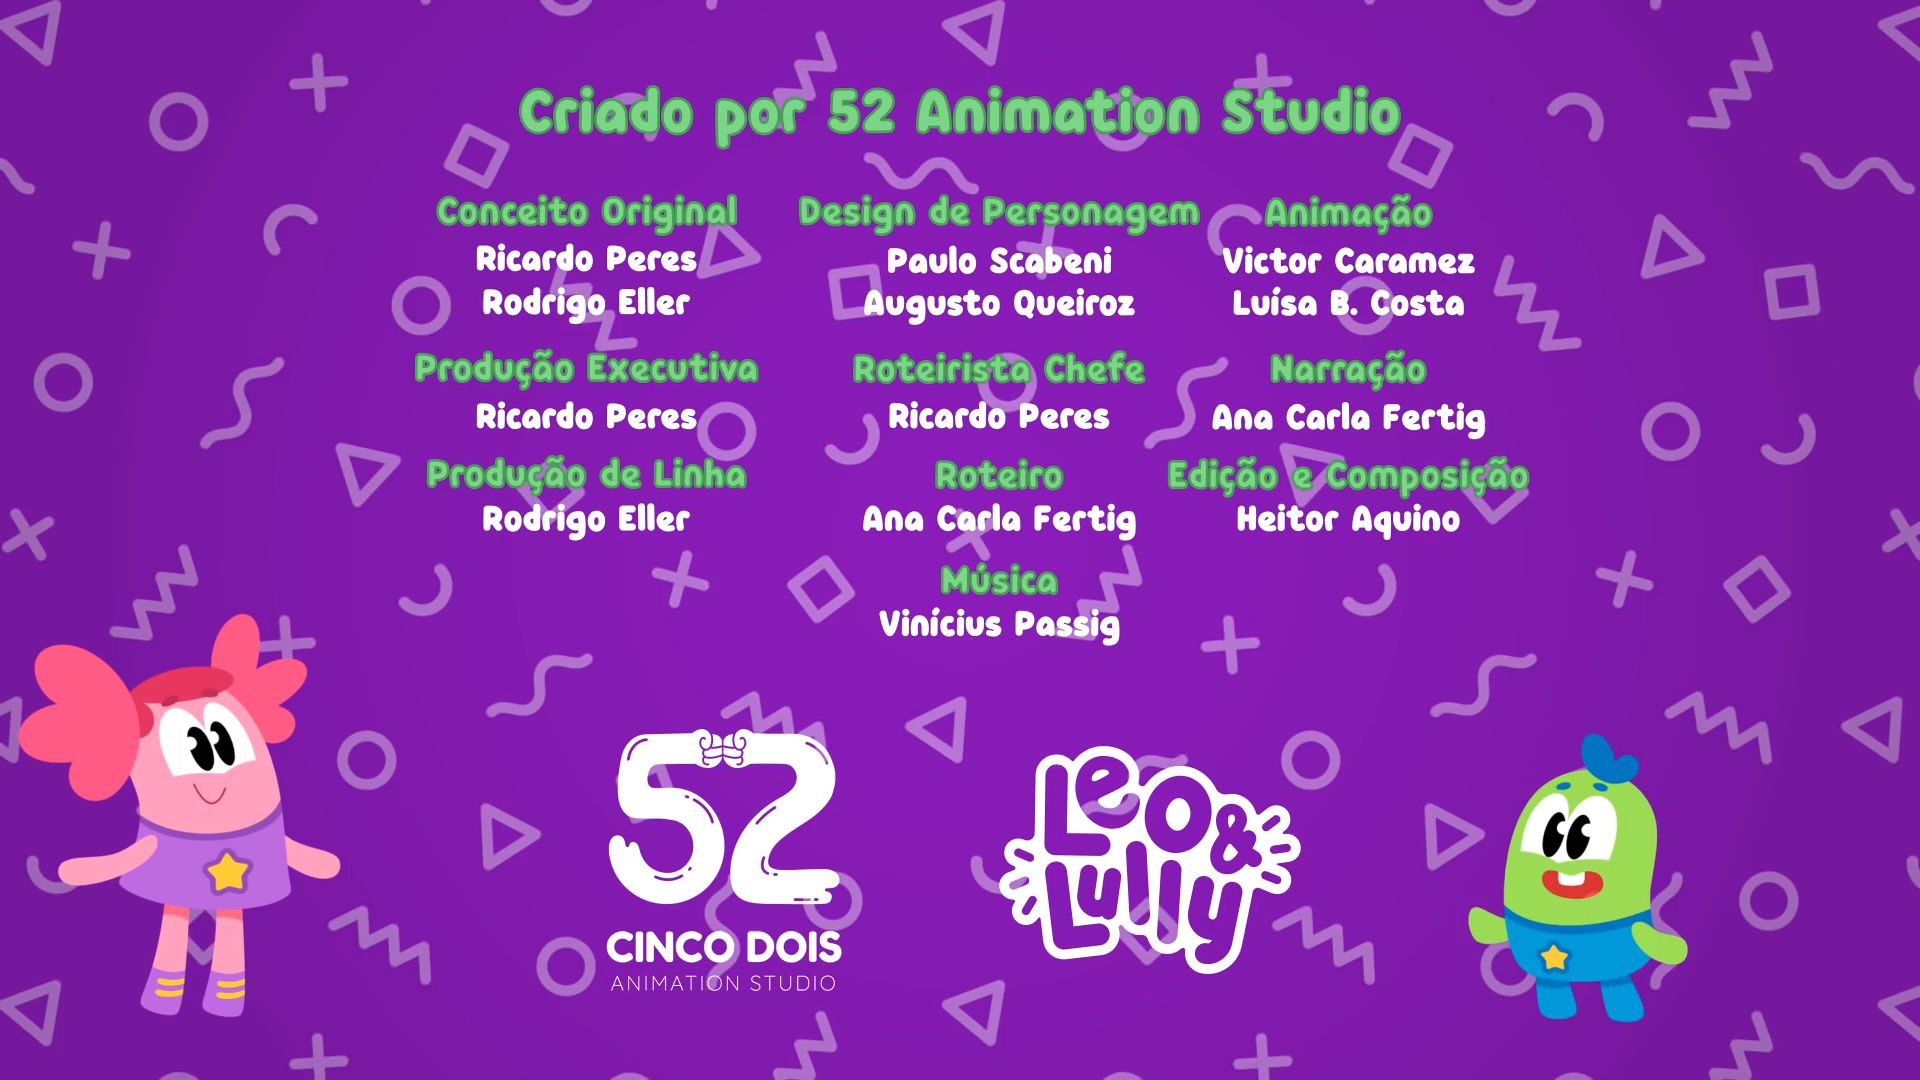 Criado por 52 Animation Studio
Conceito Original
Ricardo Peres
Rodrigo Eller
Design de Personagem
Paulo Scabeni
Augusto Queiroz
Animação
Victor Caramez
Luísa B. Costa
Produção Executiva
Ricardo Peres
Roteirista Chefe
Ricardo Peres
Narração
Ana Carla Fertig
Produção de Linha
Rodrigo Eller
Roteiro
Ana Carla Fertig
Edição e Composição
Heitor Aquino
Música
Vinícius Passig
52
CINCO DOIS
ANIMATION STUDIO
Leo &
Lully